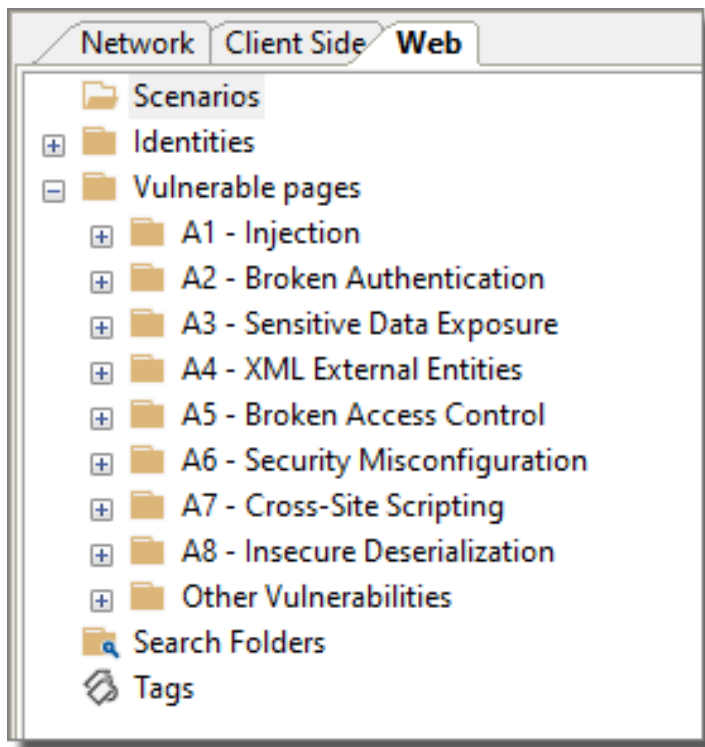 Network Client Side Web
Scenarios
Identities
Vulnerable pages
A1 - Injection
A2 - Broken Authentication
A3 - Sensitive Data Exposure
A4 - XML External Entities
A5 - Broken Access Control
A6 - Security Misconfiguration
A7 - Cross-Site Scripting
A8 - Insecure Deserialization
Other Vulnerabilities
Search Folders
Tags